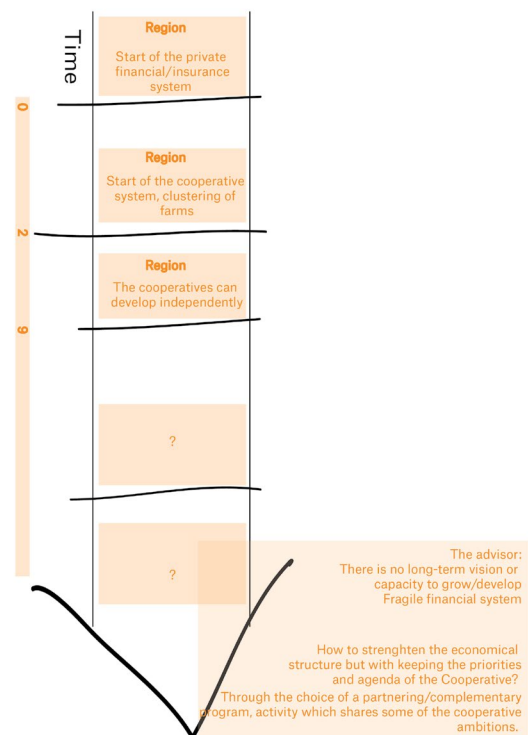 Time
Region
Start of the private
financial/insurance
system
0
Region
Start of the cooperative
system, clustering of
farms
2
Region
The cooperatives can
develop independently
9
?
?
The advisor:
There is no long-term vision or
capacity to grow/develop
Fragile financial system
How to strenghten the economical
structure but with keeping the priorities
and agenda of the Cooperative?
Through the choice of a partnering/complementary
program, activity which shares some of the cooperative
ambitions.